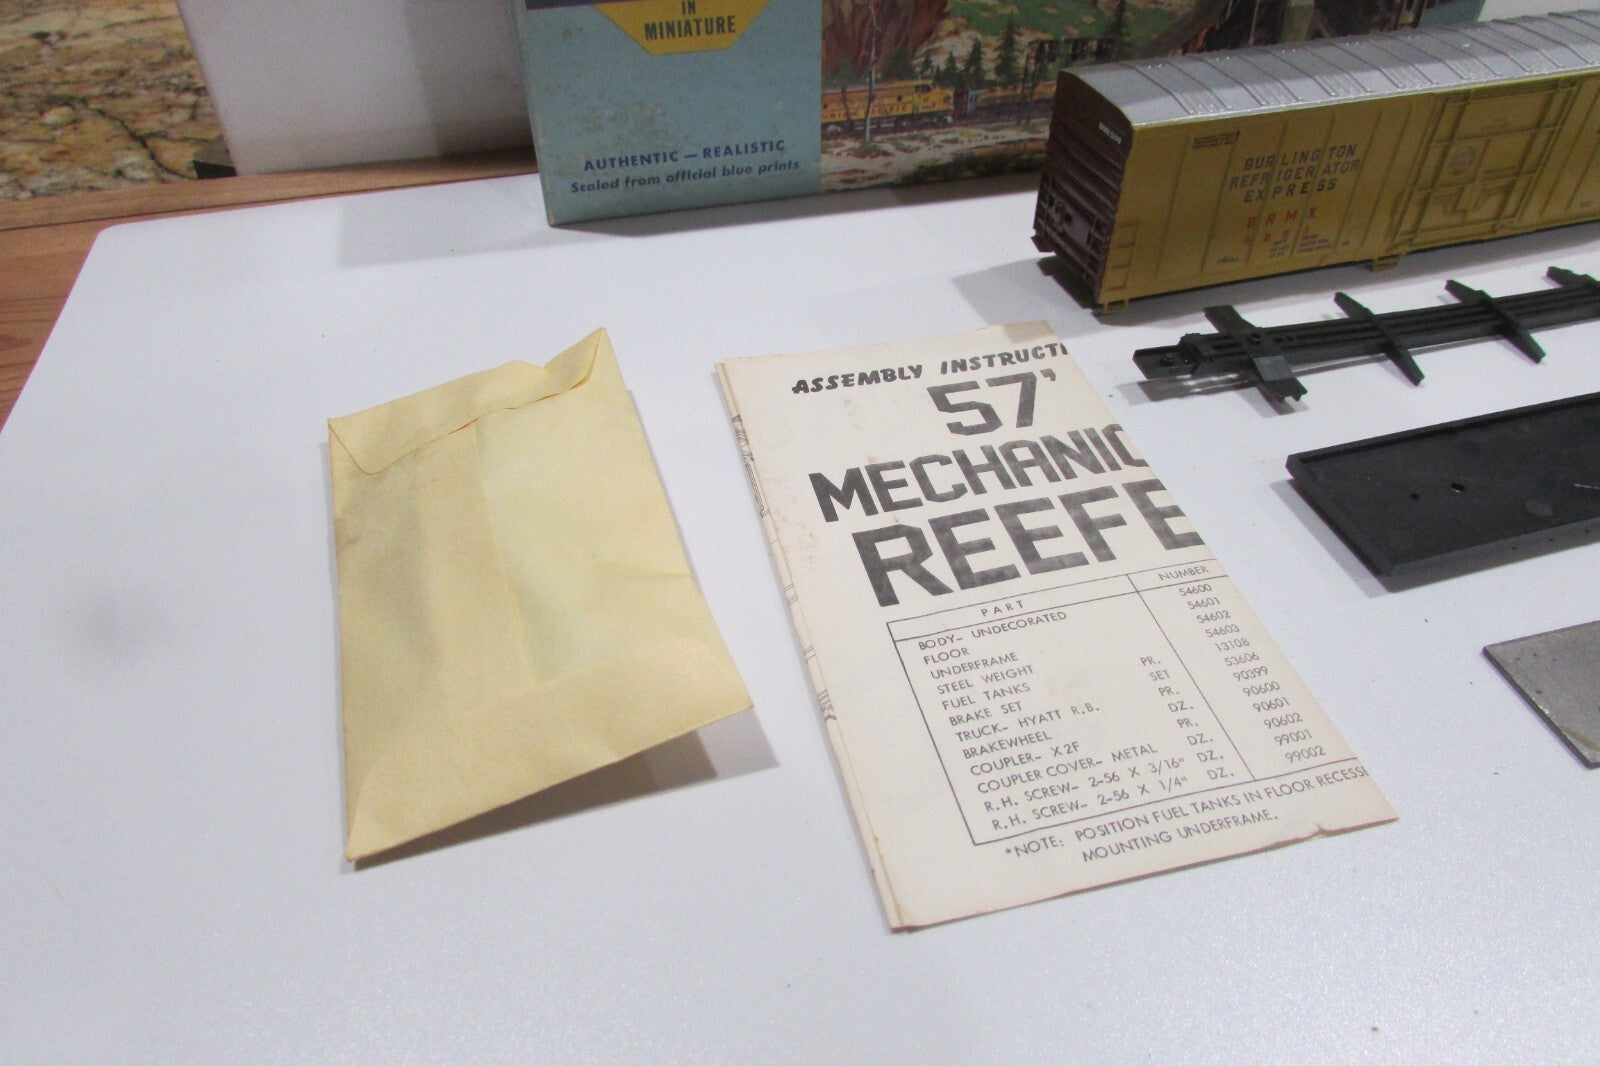 IN
MINIATURE
AUTHENTIC — REALISTIC
Scaled from official blue prints
BURLINGTON
REFRIGERATOR
EXPRESS
BRMX
ASSEMBLY INSTRUCTI
57'
MECHANIC
REEFE
PART NUMBER
BODY- UNDECORATED 54600
FLOOR 54601
UNDERFRAME 54602
STEEL WEIGHT 54603
FUEL TANKS PR. 13108
BRAKE SET SET 53606
TRUCK- HYATT R.B. PR. 90399
BRAKEWHEEL DZ. 90600
COUPLER- X2F PR. 90601
COUPLER COVER- METAL DZ. 90602
R.H. SCREW- 2-56 X 3/16" DZ. 99001
R.H. SCREW- 2-56 X 1/4" DZ. 99002
*NOTE: POSITION FUEL TANKS IN FLOOR RECESSE
MOUNTING UNDERFRAME.